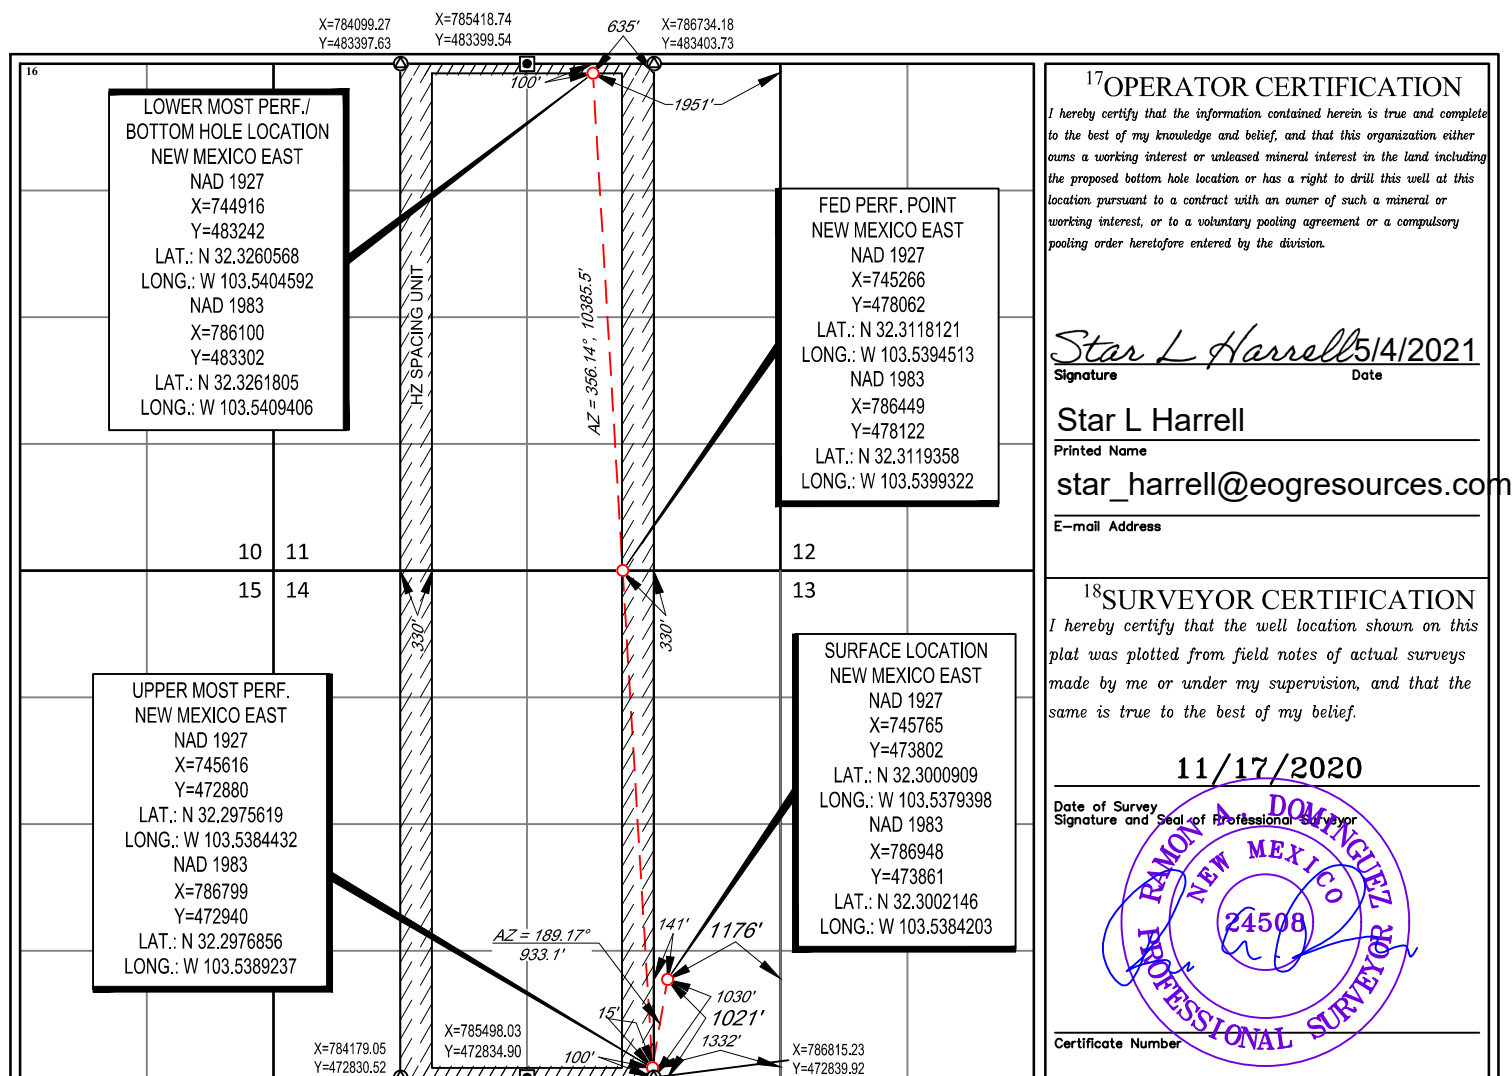 X=784099.27
Y=483397.63
X=785418.74
Y=483399.54
635'
X=786734.18
Y=483403.73
16
100'
1951'
LOWER MOST PERF./
BOTTOM HOLE LOCATION
NEW MEXICO EAST
NAD 1927
X=744916
Y=483242
LAT.: N 32.3260568
LONG.: W 103.5404592
NAD 1983
X=786100
Y=483302
LAT.: N 32.3261805
LONG.: W 103.5409406
HZ SPACING UNIT
AZ = 356.14°, 10385.5'
FED PERF. POINT
NEW MEXICO EAST
NAD 1927
X=745266
Y=478062
LAT.: N 32.3118121
LONG.: W 103.5394513
NAD 1983
X=786449
Y=478122
LAT.: N 32.3119358
LONG.: W 103.5399322
10 11
12
15 14
13
330'
330'
UPPER MOST PERF.
NEW MEXICO EAST
NAD 1927
X=745616
Y=472880
LAT.: N 32.2975619
LONG.: W 103.5384432
NAD 1983
X=786799
Y=472940
LAT.: N 32.2976856
LONG.: W 103.5389237
SURFACE LOCATION
NEW MEXICO EAST
NAD 1927
X=745765
Y=473802
LAT.: N 32.3000909
LONG.: W 103.5379398
NAD 1983
X=786948
Y=473861
LAT.: N 32.3002146
LONG.: W 103.5384203
AZ = 189.17°
933.1'
141'
1176'
1030'
1021'
15'
1332'
100'
X=785498.03
Y=472834.90
X=784179.05
Y=472830.52
X=786815.23
Y=472839.92
17 OPERATOR CERTIFICATION
I hereby certify that the information contained herein is true and complete
to the best of my knowledge and belief, and that this organization either
owns a working interest or unleased mineral interest in the land including
the proposed bottom hole location or has a right to drill this well at this
location pursuant to a contract with an owner of such a mineral or
working interest, or to a voluntary pooling agreement or a compulsory
pooling order heretofore entered by the division.
Star L Harrell 5/4/2021
Signature Date
Star L Harrell
Printed Name
star_harrell@eogresources.com
E-mail Address
18 SURVEYOR CERTIFICATION
I hereby certify that the well location shown on this
plat was plotted from field notes of actual surveys
made by me or under my supervision, and that the
same is true to the best of my belief.
11/17/2020
Date of Survey
Signature and Seal of Professional Surveyor
RAMON A. DOMINGUEZ
NEW MEXICO
24508
PROFESSIONAL SURVEYOR
Certificate Number